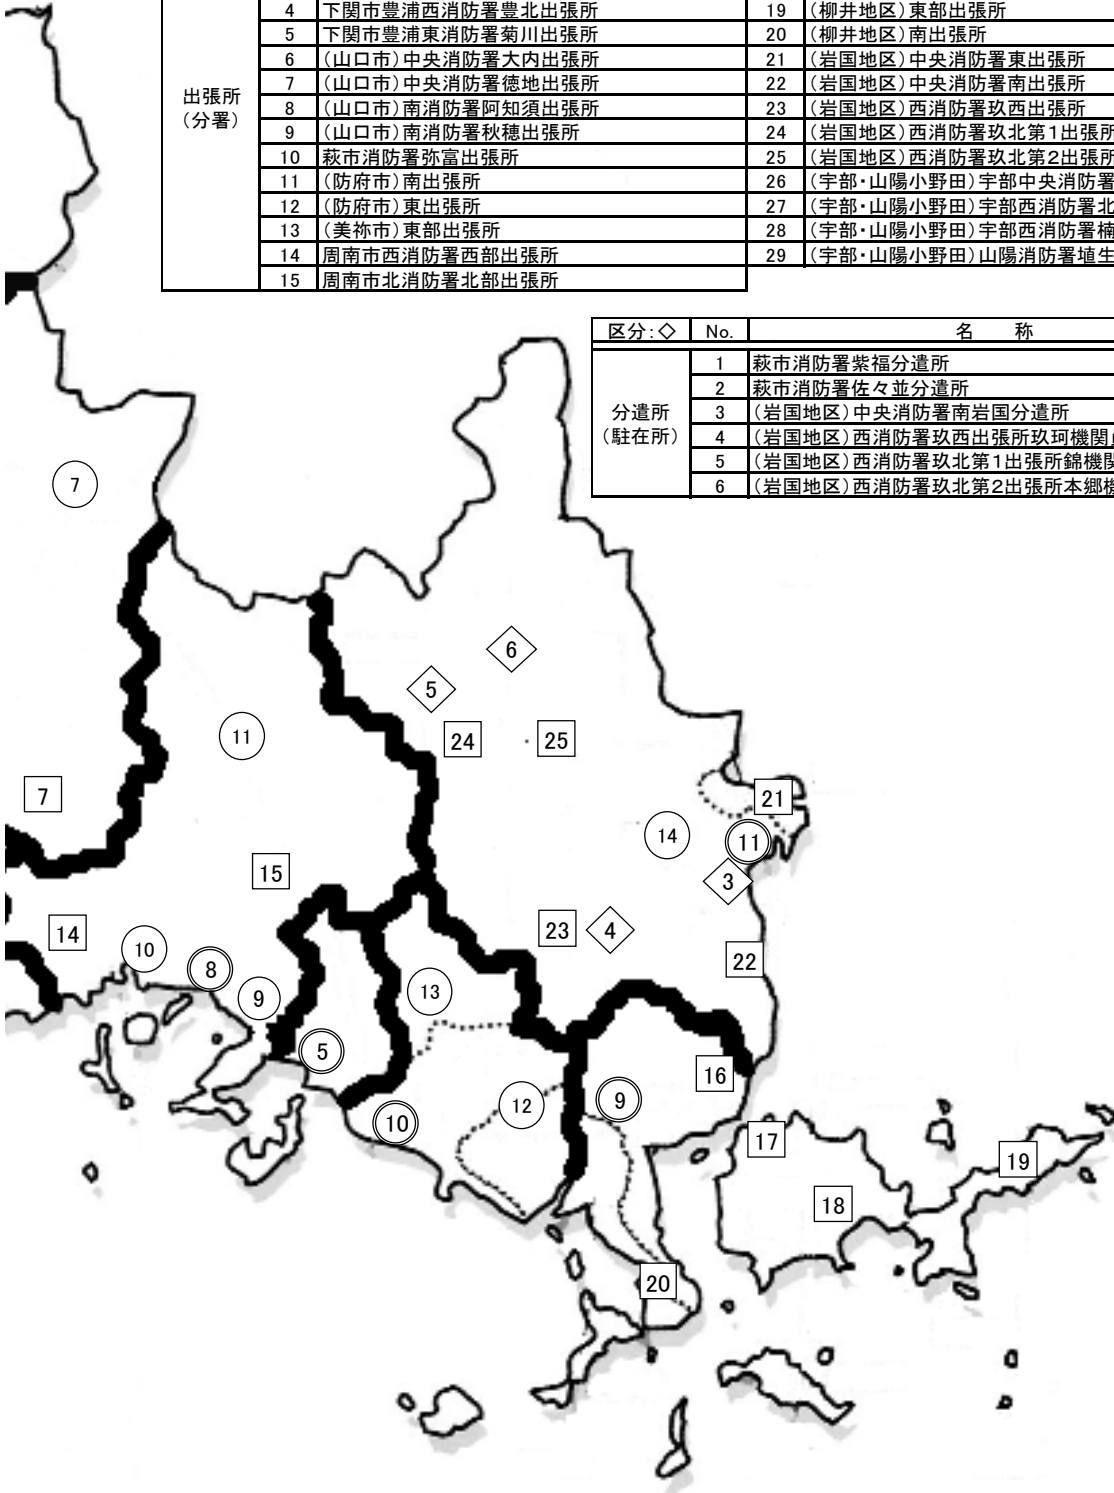 4 下関市豊浦西消防署豊北出張所 19 (柳井地区)東部出張所
5 下関市豊浦東消防署菊川出張所 20 (柳井地区)南出張所
6 (山口市)中央消防署大内出張所 21 (岩国地区)中央消防署東出張所
出張所
(分署)
7 (山口市)中央消防署徳地出張所 22 (岩国地区)中央消防署南出張所
8 (山口市)南消防署阿知須出張所 23 (岩国地区)西消防署玖西出張所
9 (山口市)南消防署秋穂出張所 24 (岩国地区)西消防署玖北第1出張所
10 萩市消防署弥富出張所 25 (岩国地区)西消防署玖北第2出張所
11 (防府市)南出張所 26 (宇部・山陽小野田)宇部中央消防署
12 (防府市)東出張所 27 (宇部・山陽小野田)宇部西消防署北
13 (美祢市)東部出張所 28 (宇部・山陽小野田)宇部西消防署楠
14 周南市西消防署西部出張所 29 (宇部・山陽小野田)山陽消防署埴生
15 周南市北消防署北部出張所
区分:◇ No. 名 称
1 萩市消防署紫福分遣所
2 萩市消防署佐々並分遣所
分遣所
(駐在所)
3 (岩国地区)中央消防署南岩国分遣所
4 (岩国地区)西消防署玖西出張所玖珂機関
5 (岩国地区)西消防署玖北第1出張所錦機関
6 (岩国地区)西消防署玖北第2出張所本郷機
7
6
5
11
24 25
7
21
14 11
15
3
14
23 4
10
8
22
13
9
5
16
12 9
10
17
19
18
20